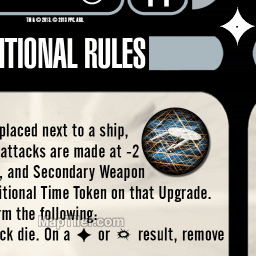 TM & © 2013, © 2013 PPC. ARR.
ITIONAL RULES
placed next to a ship,
attacks are made at -2
, and Secondary Weapon
itional Time Token on that Upgrade.
rm the following:
ck die. On a or result, remove